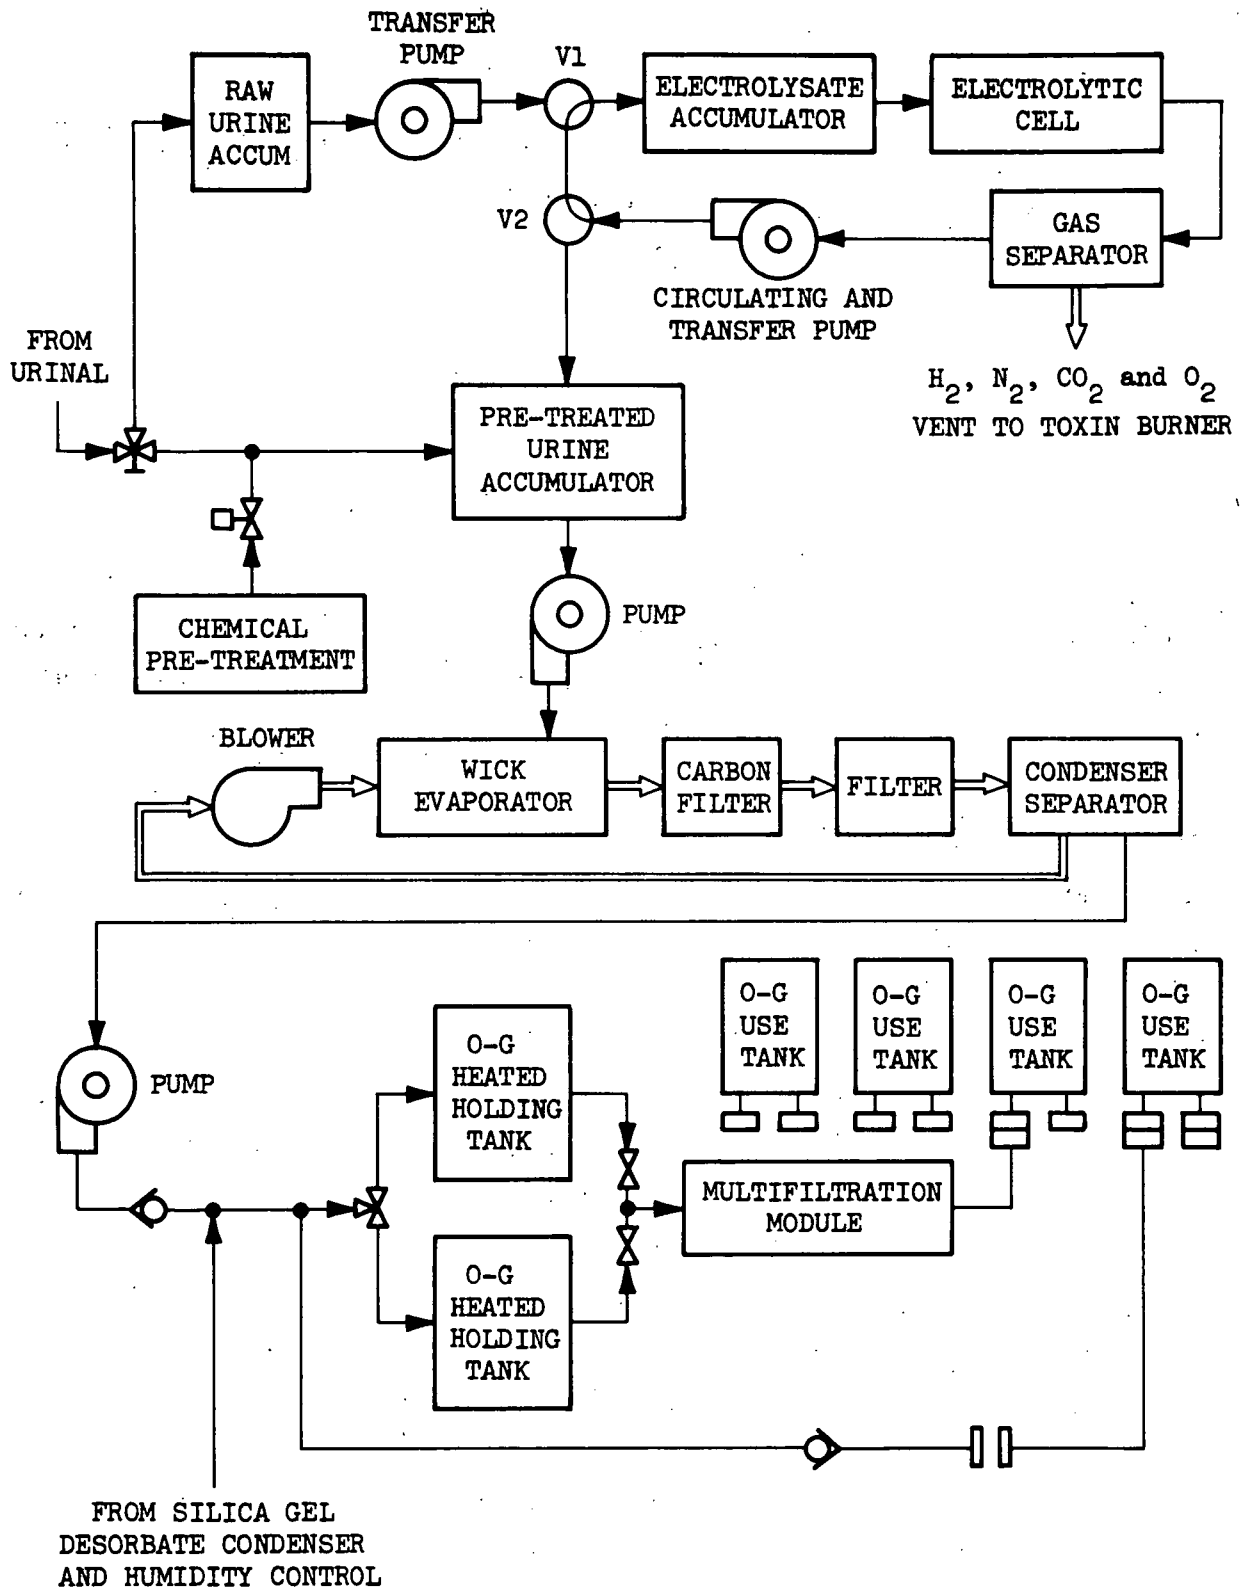 TRANSFER
PUMP
V1
RAW
URINE
ACCUM
ELECTROLYSATE
ACCUMULATOR
ELECTROLYTIC
CELL
V2
GAS
SEPARATOR
CIRCULATING AND
TRANSFER PUMP
FROM
URINAL
H2, N2, CO2 and O2
VENT TO TOXIN BURNER
PRE-TREATED
URINE
ACCUMULATOR
CHEMICAL
PRE-TREATMENT
PUMP
BLOWER
WICK
EVAPORATOR
CARBON
FILTER
FILTER
CONDENSER
SEPARATOR
O-G
USE
TANK
O-G
USE
TANK
O-G
USE
TANK
O-G
USE
TANK
PUMP
O-G
HEATED
HOLDING
TANK
MULTIFILTRATION
MODULE
O-G
HEATED
HOLDING
TANK
FROM SILICA GEL
DESORBATE CONDENSER
AND HUMIDITY CONTROL